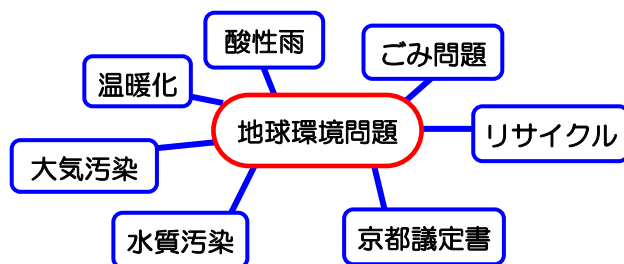 酸性雨
ごみ問題
温暖化
地球環境問題
リサイクル
大気汚染
水質汚染
京都議定書